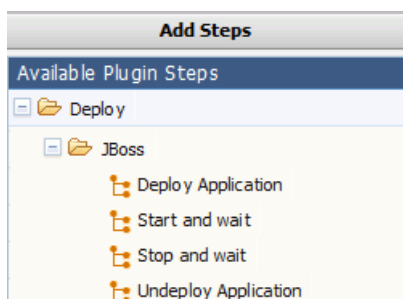 Add Steps
Available Plugin Steps
Deploy
JBoss
Deploy Application
Start and wait
Stop and wait
Undeploy Application